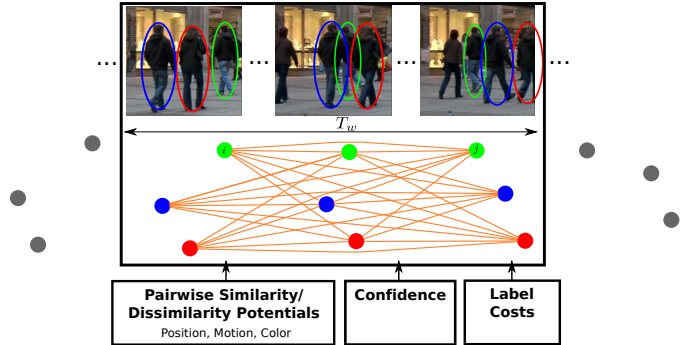 ... ... ... ...
T_w
i j
Pairwise Similarity/
Dissimilarity Potentials
Position, Motion, Color
Confidence
Label
Costs